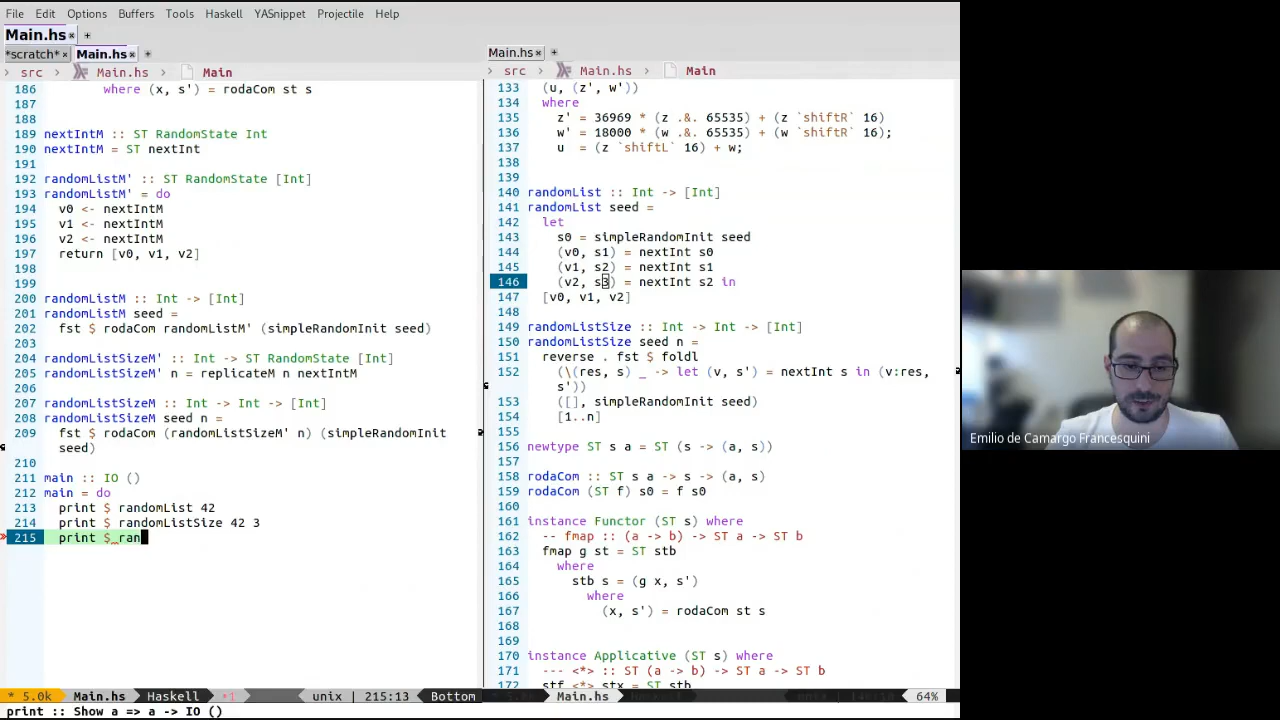 File Edit Options Buffers Tools Haskell YASnippet Projectile Help
Main.hs × +
*scratch* × Main.hs × +
> src > Main.hs > Main
186 where (x, s') = rodaCom st s
187
188
189 nextIntM :: ST RandomState Int
190 nextIntM = ST nextInt
191
192 randomListM' :: ST RandomState [Int]
193 randomListM' = do
194 v0 <- nextIntM
195 v1 <- nextIntM
196 v2 <- nextIntM
197 return [v0, v1, v2]
198
199
200 randomListM :: Int -> [Int]
201 randomListM seed =
202 fst $ rodaCom randomListM' (simpleRandomInit seed)
203
204 randomListSizeM' :: Int -> ST RandomState [Int]
205 randomListSizeM' n = replicateM n nextIntM
206
207 randomListSizeM :: Int -> Int -> [Int]
208 randomListSizeM seed n =
209 fst $ rodaCom (randomListSizeM' n) (simpleRandomInit
seed)
210
211 main :: IO ()
212 main = do
213 print $ randomList 42
214 print $ randomListSize 42 3
215 print $ ran
* 5.0k Main.hs Haskell *1 unix | 215:13 Bottom
print :: Show a => a -> IO ()
Main.hs × +
> src > Main.hs > Main
133 (u, (z', w'))
134 where
135 z' = 36969 * (z .&. 65535) + (z `shiftR` 16)
136 w' = 18000 * (w .&. 65535) + (w `shiftR` 16);
137 u = (z `shiftL` 16) + w;
138
139
140 randomList :: Int -> [Int]
141 randomList seed =
142 let
143 s0 = simpleRandomInit seed
144 (v0, s1) = nextInt s0
145 (v1, s2) = nextInt s1
146 (v2, s3) = nextInt s2 in
147 [v0, v1, v2]
148
149 randomListSize :: Int -> Int -> [Int]
150 randomListSize seed n =
151 reverse . fst $ foldl
152 (\(res, s) _ -> let (v, s') = nextInt s in (v:res,
s'))
153 ([], simpleRandomInit seed)
154 [1..n]
155
156 newtype ST s a = ST (s -> (a, s))
157
158 rodaCom :: ST s a -> s -> (a, s)
159 rodaCom (ST f) s0 = f s0
160
161 instance Functor (ST s) where
162 -- fmap :: (a -> b) -> ST a -> ST b
163 fmap g st = ST stb
164 where
165 stb s = (g x, s')
166 where
167 (x, s') = rodaCom st s
168
169
170 instance Applicative (ST s) where
171 --- <*> :: ST (a -> b) -> ST a -> ST b
172 stf <*> stx = ST stb
Main.hs 64%
Emilio de Camargo Francesquini